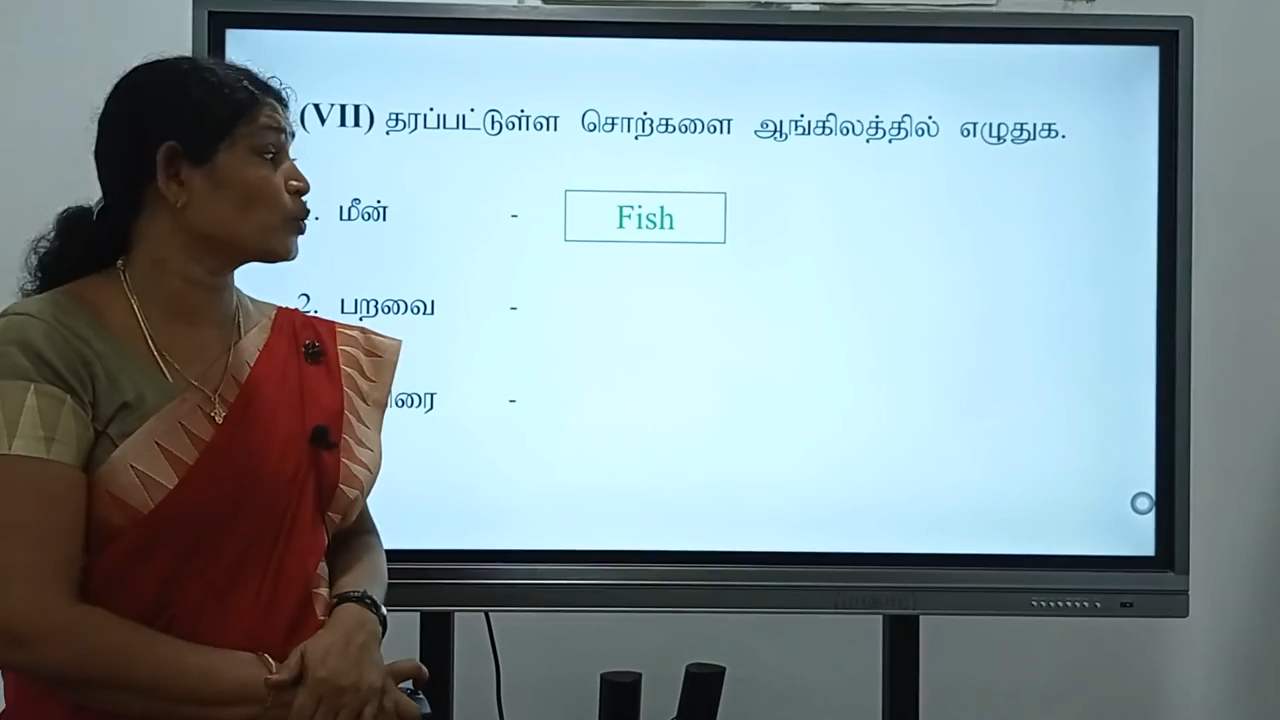 (VII) தரப்பட்டுள்ள சொற்களை ஆங்கிலத்தில் எழுதுக.
மீன் - Fish
2. பறவை -
-